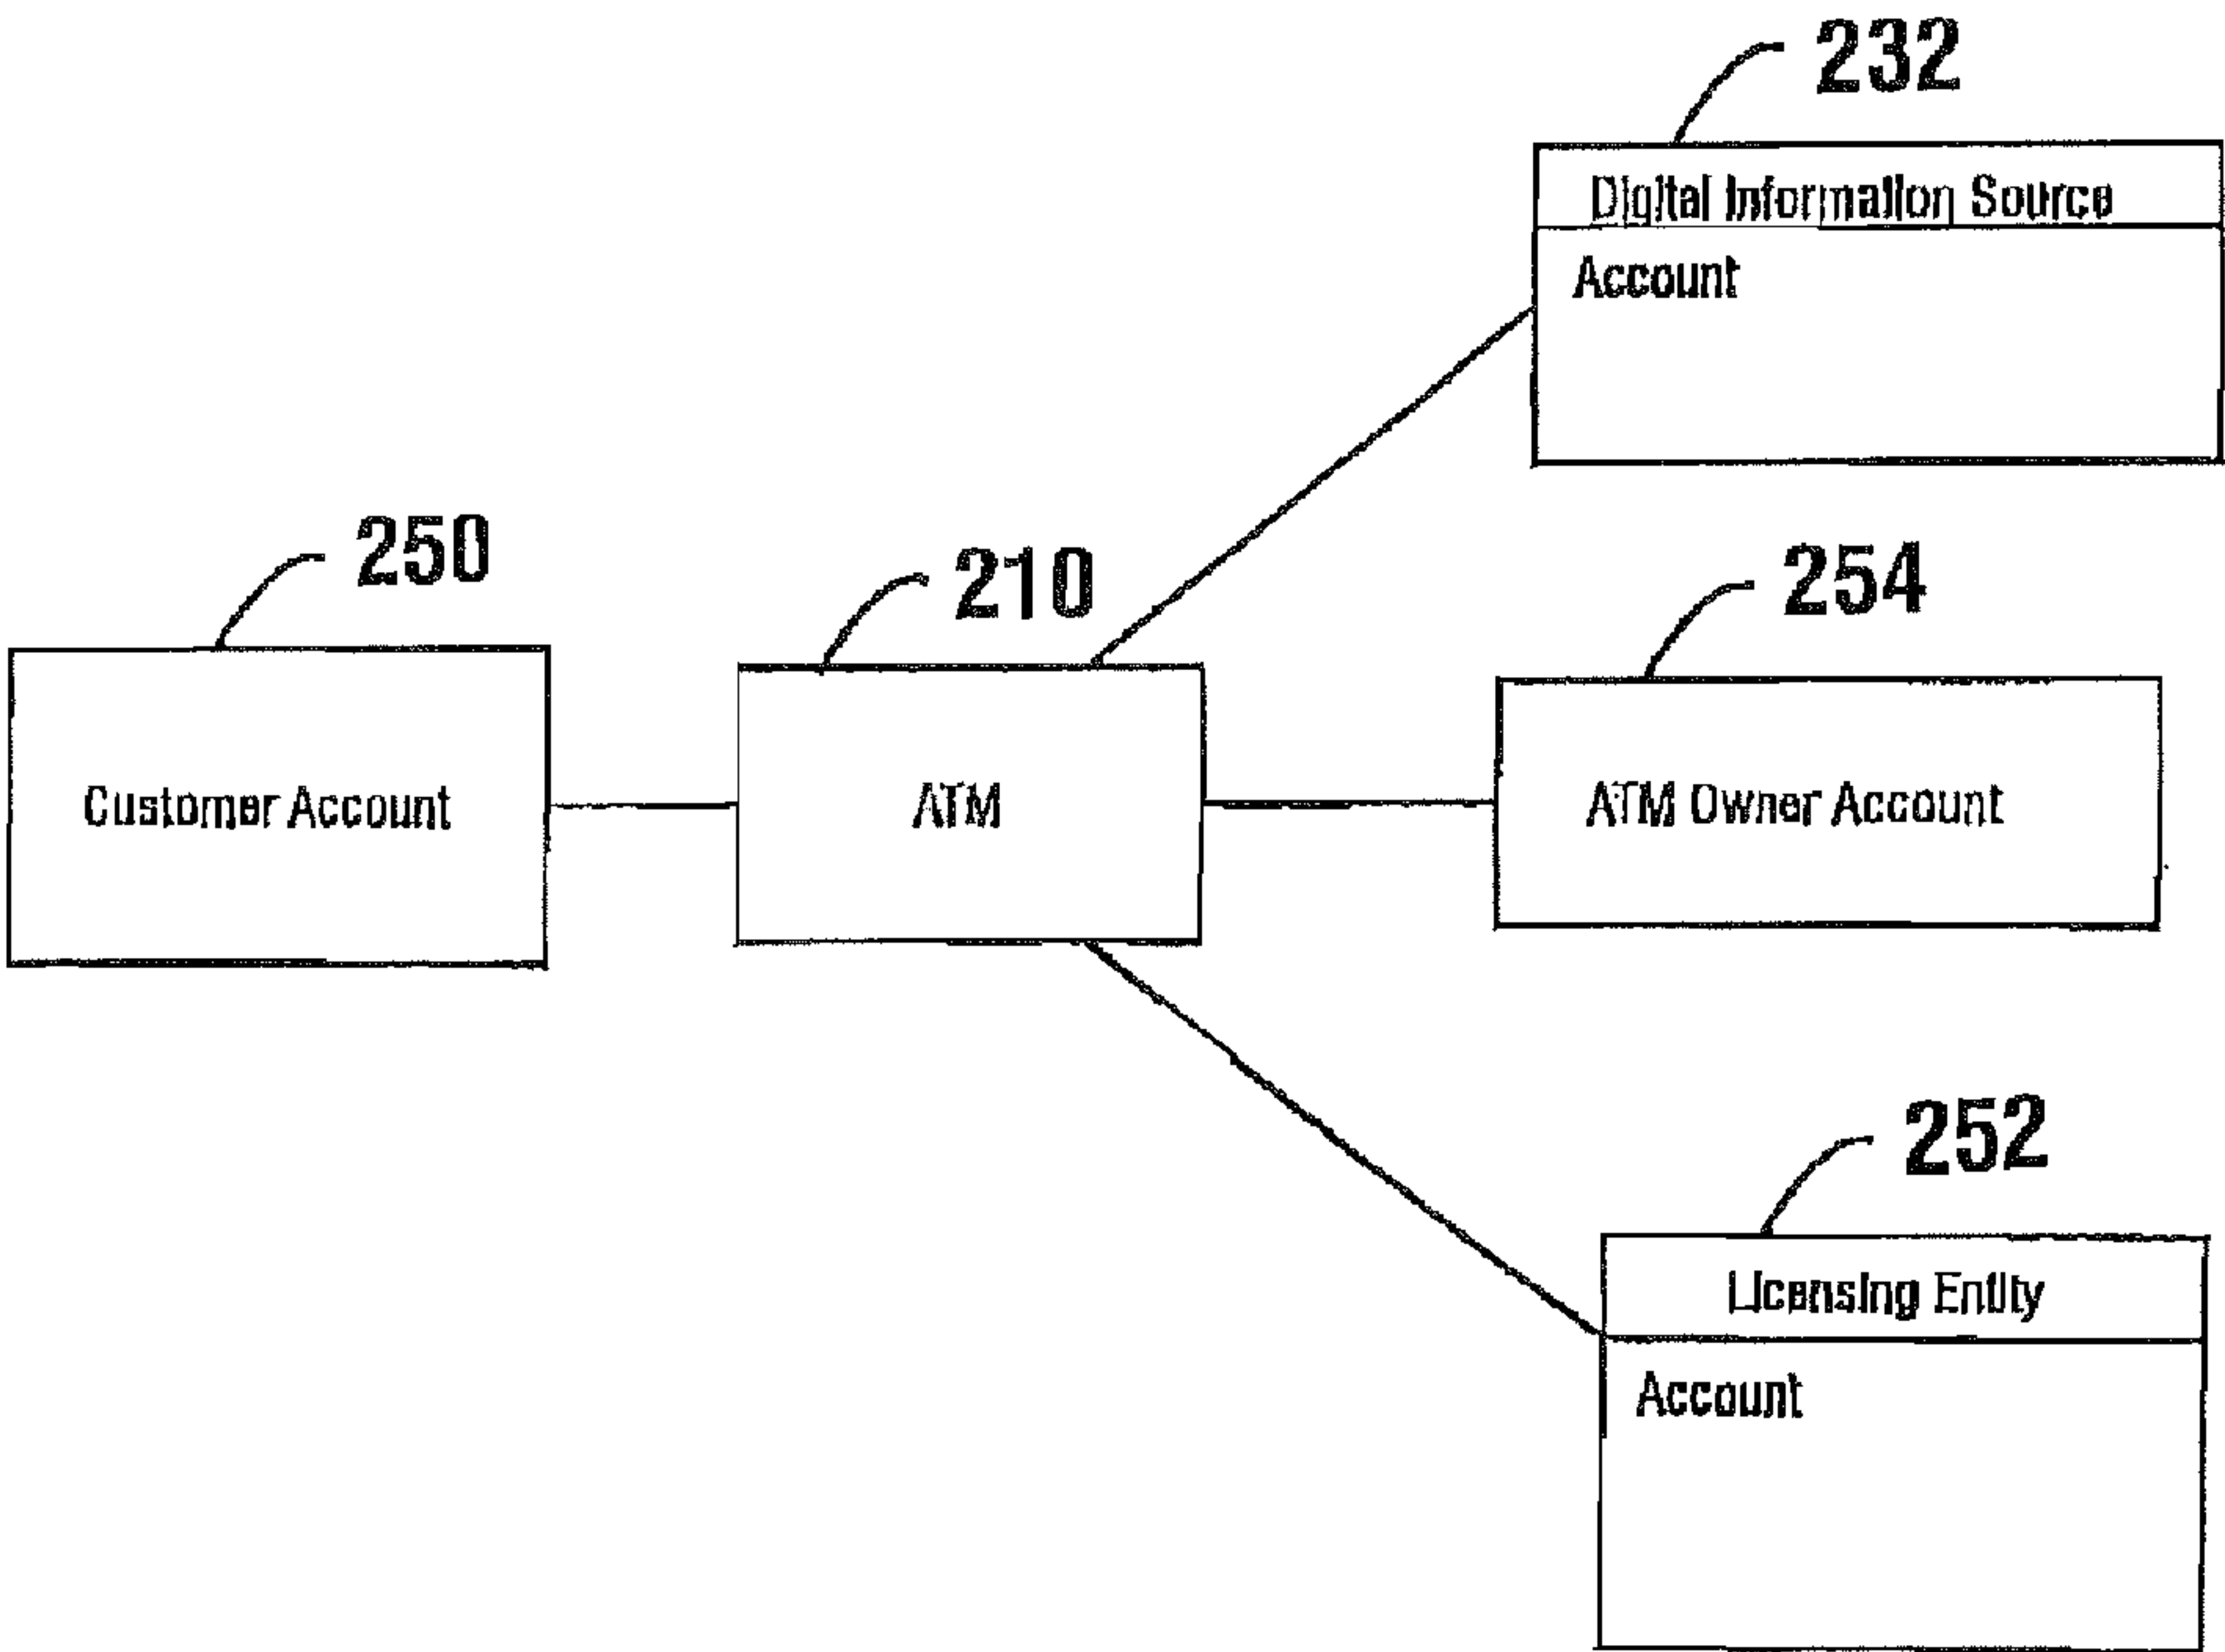 232
Digital Information Source
Account
250
210
254
Customer Account
ATM
ATM Owner Account
252
Licensing Entity
Account